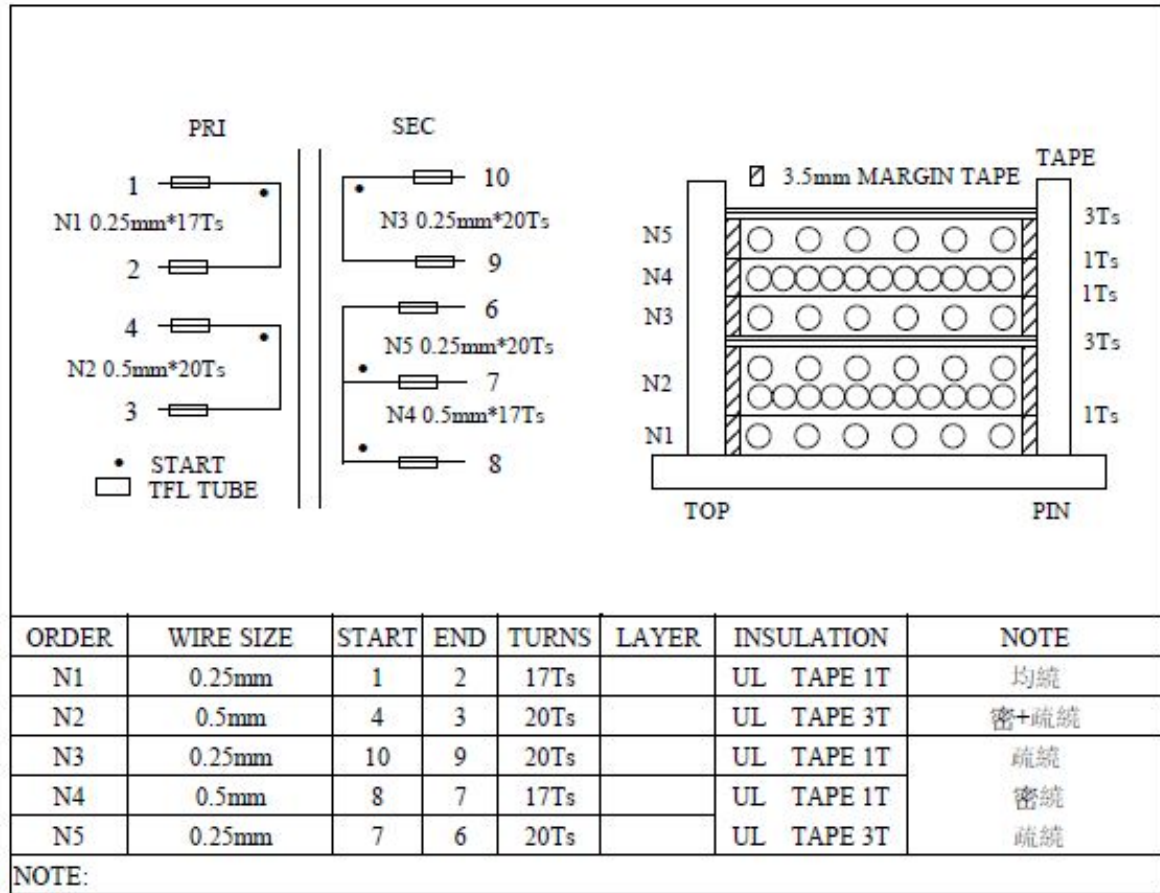 PRI
SEC
1
N1 0.25mm*17Ts
2
4
N2 0.5mm*20Ts
3
• START
TFL TUBE
10
N3 0.25mm*20Ts
9
6
N5 0.25mm*20Ts
7
N4 0.5mm*17Ts
8
TAPE
3.5mm MARGIN TAPE
3Ts
N5
1Ts
N4
1Ts
N3
3Ts
N2
1Ts
N1
TOP PIN
ORDER WIRE SIZE START END TURNS LAYER INSULATION NOTE
N1 0.25mm 1 2 17Ts UL TAPE 1T 均繞
N2 0.5mm 4 3 20Ts UL TAPE 3T 密+疏繞
N3 0.25mm 10 9 20Ts UL TAPE 1T 疏繞
N4 0.5mm 8 7 17Ts UL TAPE 1T 密繞
N5 0.25mm 7 6 20Ts UL TAPE 3T 疏繞
NOTE: